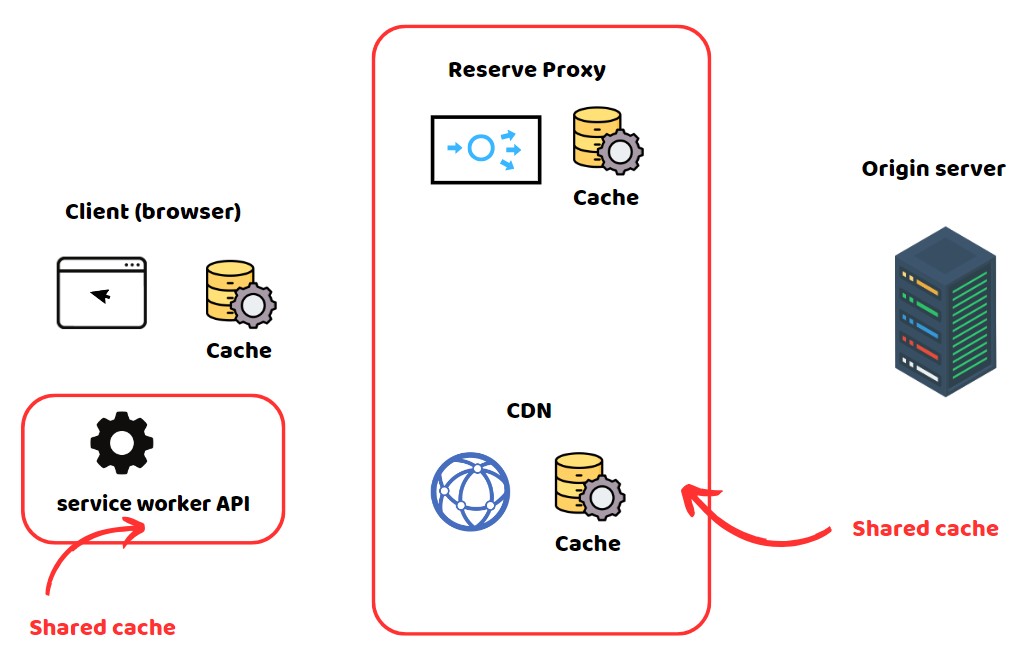 Reserve Proxy
Cache
Origin server
Client (browser)
Cache
CDN
service worker API
Cache
Shared cache
Shared cache